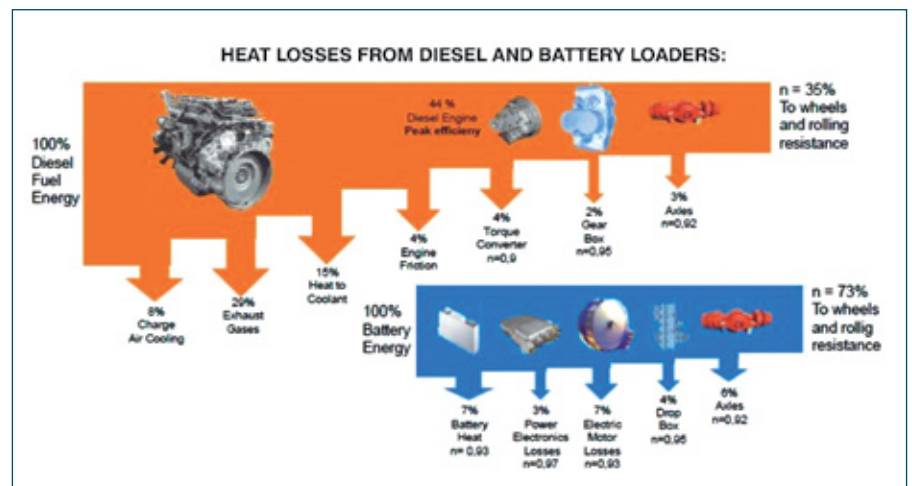 HEAT LOSSES FROM DIESEL AND BATTERY LOADERS:
100%
Diesel
Fuel
Energy
44 %
Diesel Engine
Peak efficieny
n = 35%
To wheels
and rolling
resistance
8%
Charge
Air Cooling
29%
Exhaust
Gases
15%
Heat to
Coolant
4%
Engine
Friction
4%
Torque
Converter
n=0,9
2%
Gear
Box
n=0,95
3%
Axles
n=0,92
100%
Battery
Energy
n = 73%
To wheels
and rollig
resistance
7%
Battery
Heat
n= 0,93
3%
Power
Electronics
Losses
n=0,97
7%
Electric
Motor
Losses
n=0,93
4%
Drop
Box
n=0,95
6%
Axles
n=0,92